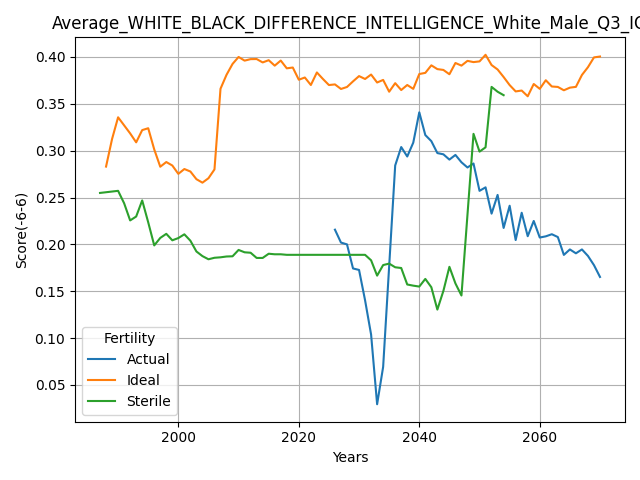 Average_WHITE_BLACK_DIFFERENCE_INTELLIGENCE_White_Male_Q3_IC
0.40
0.35
0.30
0.25
0.20
0.15
0.10
0.05
Score(-6-6)
Fertility
Actual
Ideal
Sterile
2000 2020 2040 2060
Years